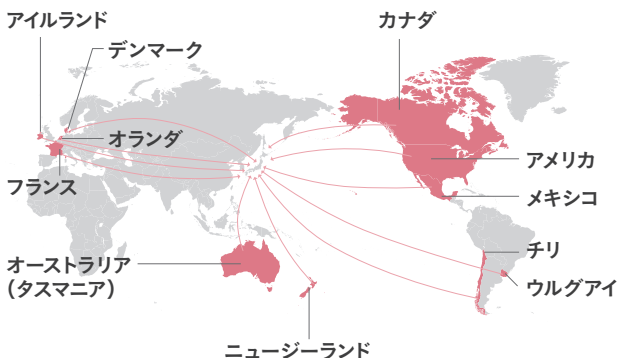 アイルランド
デンマーク
カナダ
オランダ
フランス
アメリカ
メキシコ
オーストラリア
（タスマニア）
チリ
ウルグアイ
ニュージーランド